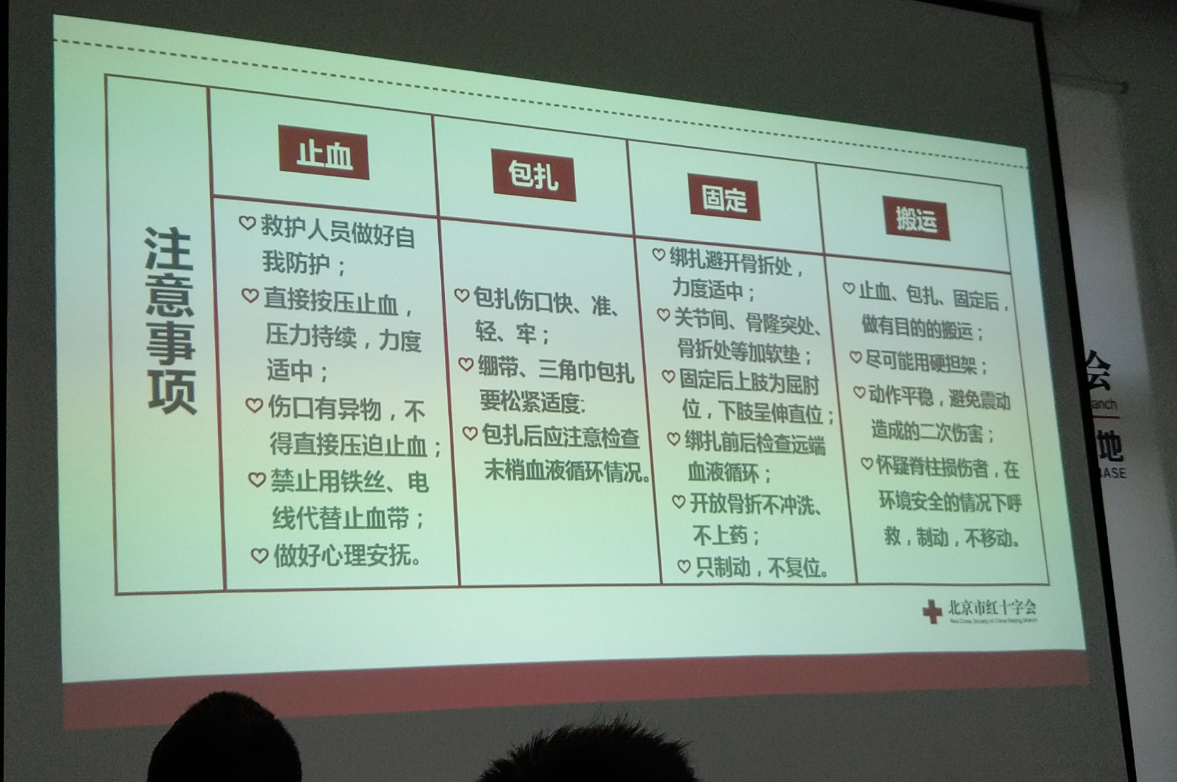 注意事项
止血
♡救护人员做好自
我防护；
♡直接按压止血，
压力持续，力度
适中；
♡伤口有异物，不
得直接压迫止血；
♡禁止用铁丝、电
线代替止血带；
♡做好心理安抚。
包扎
♡包扎伤口快、准、
轻、牢；
♡绷带、三角巾包扎
要松紧适度;
♡包扎后应注意检查
末梢血液循环情况。
固定
♡绑扎避开骨折处，
力度适中；
♡关节间、骨隆突处、
骨折处等加软垫；
♡固定后上肢为屈肘
位，下肢呈伸直位；
♡绑扎前后检查远端
血液循环；
♡开放骨折不冲洗、
不上药；
♡只制动，不复位。
搬运
♡止血、包扎、固定后，
做有目的的搬运；
♡尽可能用硬担架；
♡动作平稳，避免震动
造成的二次伤害；
♡怀疑脊柱损伤者，在
环境安全的情况下呼
救，制动，不移动。
北京市红十字会
Red Cross Society of China Beijing Branch
会
anch
地
BASE